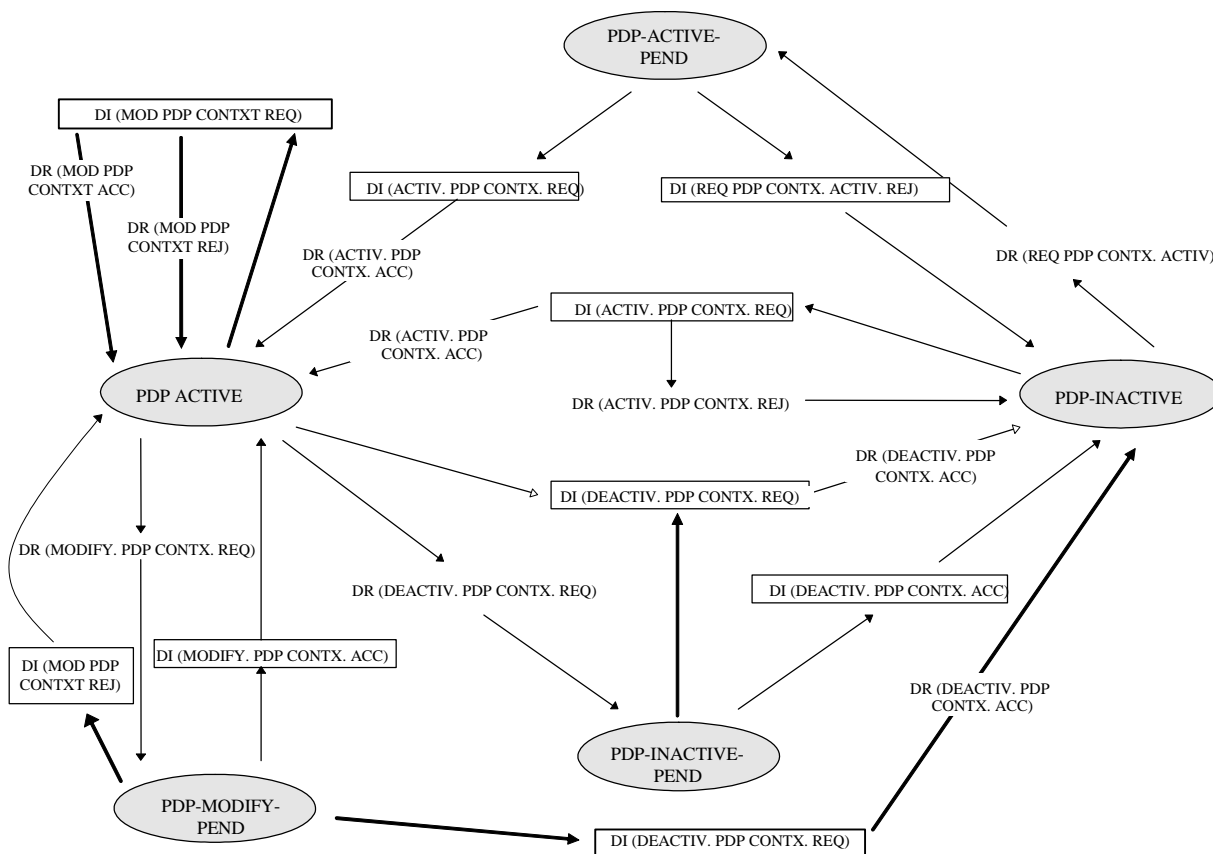 PDP-ACTIVE-
PEND
DI (MOD PDP CONTXT REQ)
DR (MOD PDP
CONTXT ACC)
DR (MOD PDP
CONTXT REJ)
DI (ACTIV. PDP CONTX. REQ)
DI (REQ PDP CONTX. ACTIV. REJ)
DR (ACTIV. PDP
CONTX. ACC)
DR (REQ PDP CONTX. ACTIV)
DI (ACTIV. PDP CONTX. REQ)
DR (ACTIV. PDP
CONTX. ACC)
PDP ACTIVE
DR (ACTIV. PDP CONTX. REJ)
PDP-INACTIVE
DR (DEACTIV. PDP
CONTX. ACC)
DI (DEACTIV. PDP CONTX. REQ)
DR (MODIFY. PDP CONTX. REQ)
DR (DEACTIV. PDP CONTX. REQ)
DI (DEACTIV. PDP CONTX. ACC)
DI (MOD PDP
CONTXT REJ)
DI (MODIFY. PDP CONTX. ACC)
DR (DEACTIV. PDP
CONTX. ACC)
PDP-INACTIVE-
PEND
PDP-MODIFY-
PEND
DI (DEACTIV. PDP CONTX. REQ)